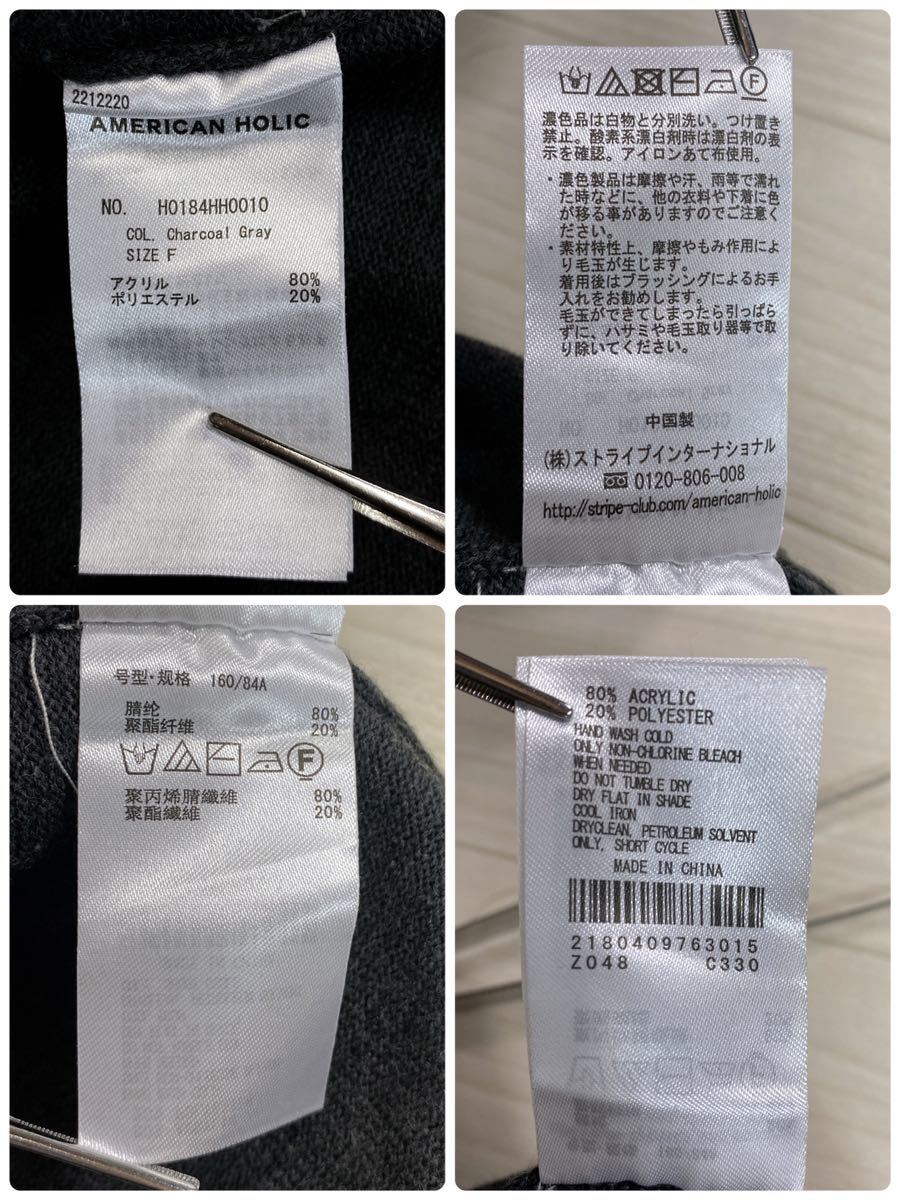 2212220
AMERICAN HOLIC
NO. H0184HH0010
COL. Charcoal Gray
SIZE F
アクリル 80%
ポリエステル 20%
F
濃色品は白物と分別洗い。つけ置き
禁止。酸素系漂白剤時は漂白剤の表
示を確認。アイロンあて布使用。
・濃色製品は摩擦や汗、雨等で濡れ
た時などに、他の衣料や下着に色
が移る事がありますのでご注意く
ださい。
・素材特性上、摩擦やもみ作用によ
り毛玉が生じます。
着用後はブラッシングによるお手
入れをお勧めします。
毛玉ができてしまったら引っぱら
ずに、ハサミや毛玉取り器等で取
り除いてください。
中国製
(株)ストライプインターナショナル
0120-806-008
http://stripe-club.com/american-holic
号型・规格 160/84A
腈纶 80%
聚酯纤维 20%
F
聚丙烯腈纖維 80%
聚酯纖維 20%
80% ACRYLIC
20% POLYESTER
HAND WASH COLD
ONLY NON-CHLORINE BLEACH
WHEN NEEDED
DO NOT TUMBLE DRY
DRY FLAT IN SHADE
COOL IRON
DRYCLEAN, PETROLEUM SOLVENT
ONLY, SHORT CYCLE
MADE IN CHINA
2180409763015
Z048 C330